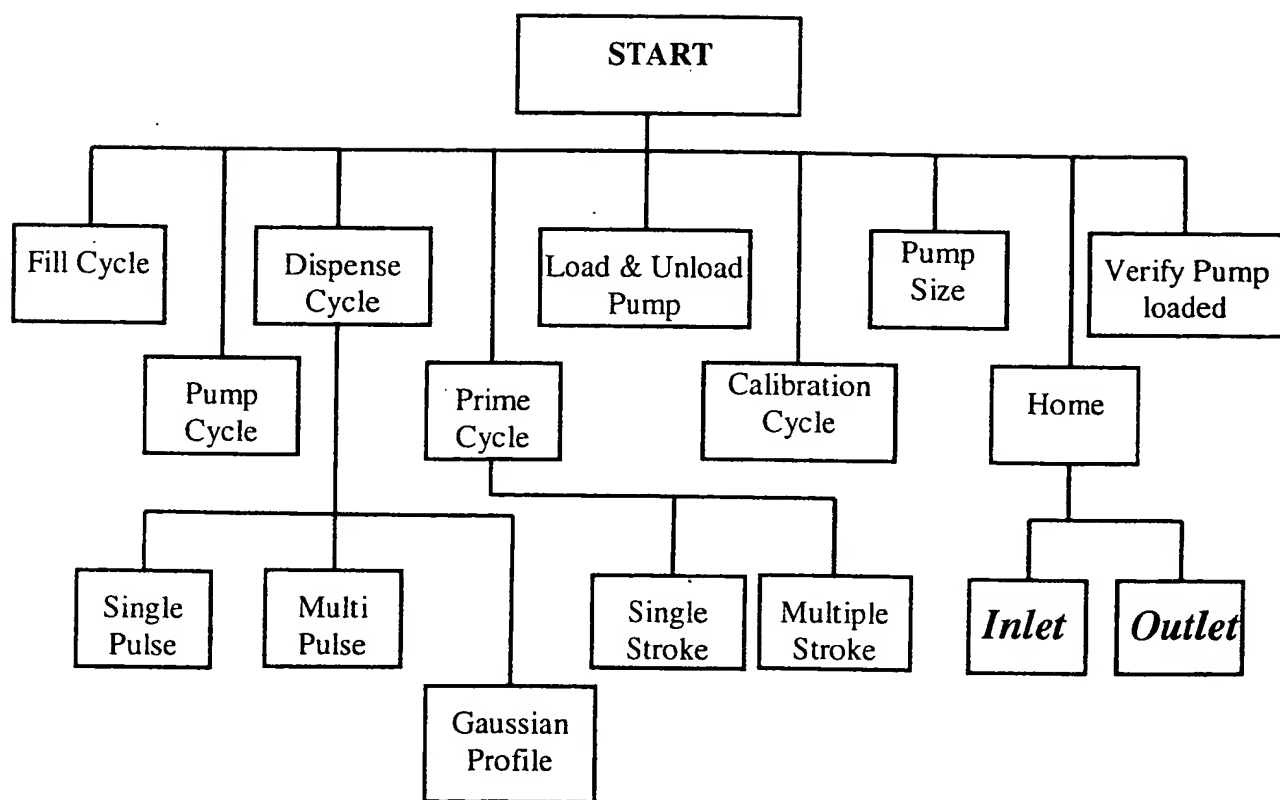 START
Fill Cycle
Dispense
Cycle
Load & Unload
Pump
Pump
Size
Verify Pump
loaded
Pump
Cycle
Prime
Cycle
Calibration
Cycle
Home
Single
Pulse
Multi
Pulse
Single
Stroke
Multiple
Stroke
Inlet
Outlet
Gaussian
Profile